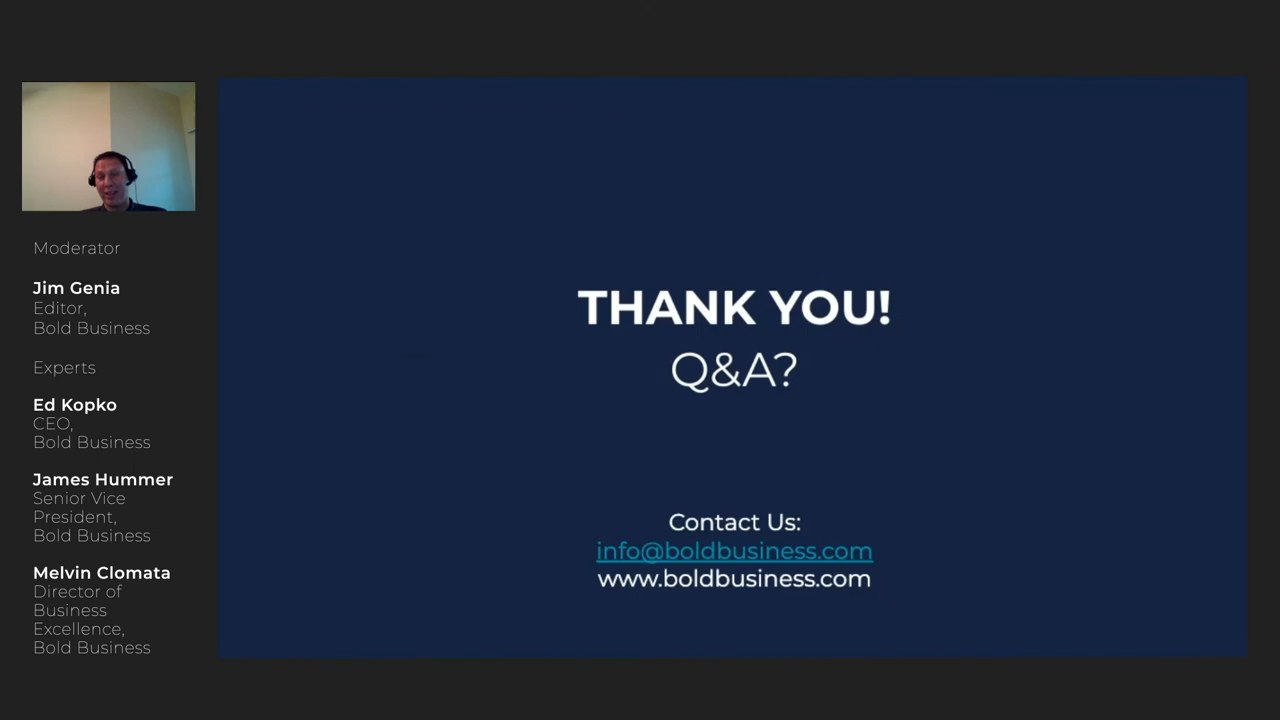 Moderator
Jim Genia
Editor,
Bold Business
Experts
Ed Kopko
CEO,
Bold Business
James Hummer
Senior Vice
President,
Bold Business
Melvin Clomata
Director of
Business
Excellence,
Bold Business
THANK YOU!
Q&A?
Contact Us:
info@boldbusiness.com
www.boldbusiness.com